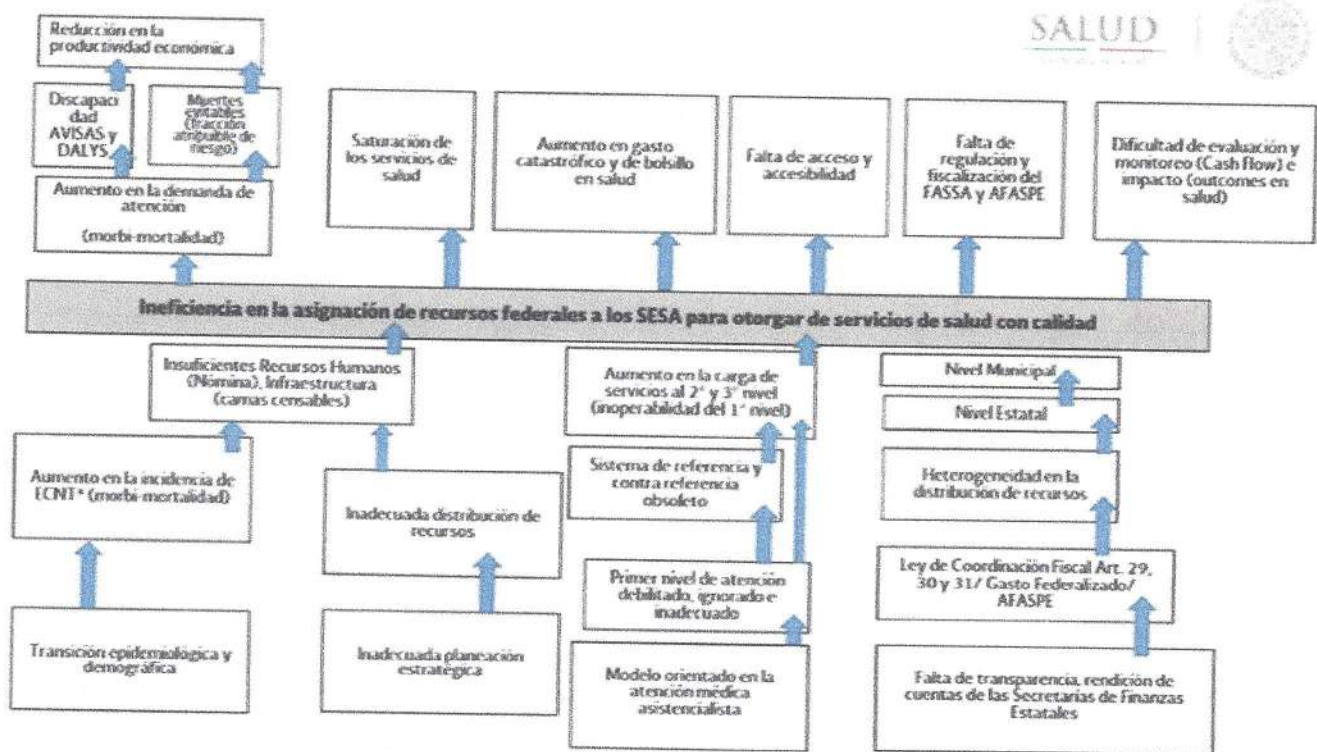 SALUD
Reducción en la
productividad económica
Discapaci
dad
AVISAS y
DALYS
Muertes
evitables
(fracción
atribuible de
riesgo)
Aumento en la demanda de
atención
(morbi-mortalidad)
Saturación de
los servicios de
salud
Aumento en gasto
catastrófico y de bolsillo
en salud
Falta de acceso y
accesibilidad
Falta de
regulación y
fiscalización del
FASSA y AFASPE
Dificultad de evaluación y
monitoreo (Cash flow) e
impacto (outcomes en
salud)
Ineficiencia en la asignación de recursos federales a los SESA para otorgar de servicios de salud con calidad
Insuficientes Recursos Humanos
(Nómina), Infraestructura
(camas censables)
Aumento en la carga de
servicios al 2° y 3° nivel
(inoperabilidad del 1° nivel)
Nivel Municipal
Nivel Estatal
Aumento en la incidencia de
ECNT* (morbi-mortalidad)
Inadecuada distribución de
recursos
Sistema de referencia y
contra referencia
obsoleto
Heterogeneidad en la
distribución de recursos
Primer nivel de atención
debilitado, ignorado e
inadecuado
Ley de Coordinación Fiscal Art. 29,
30 y 31/ Gasto Federalizado/
AFASPE
Transición epidemiológica y
demográfica
Inadecuada planeación
estratégica
Modelo orientado en la
atención médica
asistencialista
Falta de transparencia, rendición de
cuentas de las Secretarías de Finanzas
Estatales